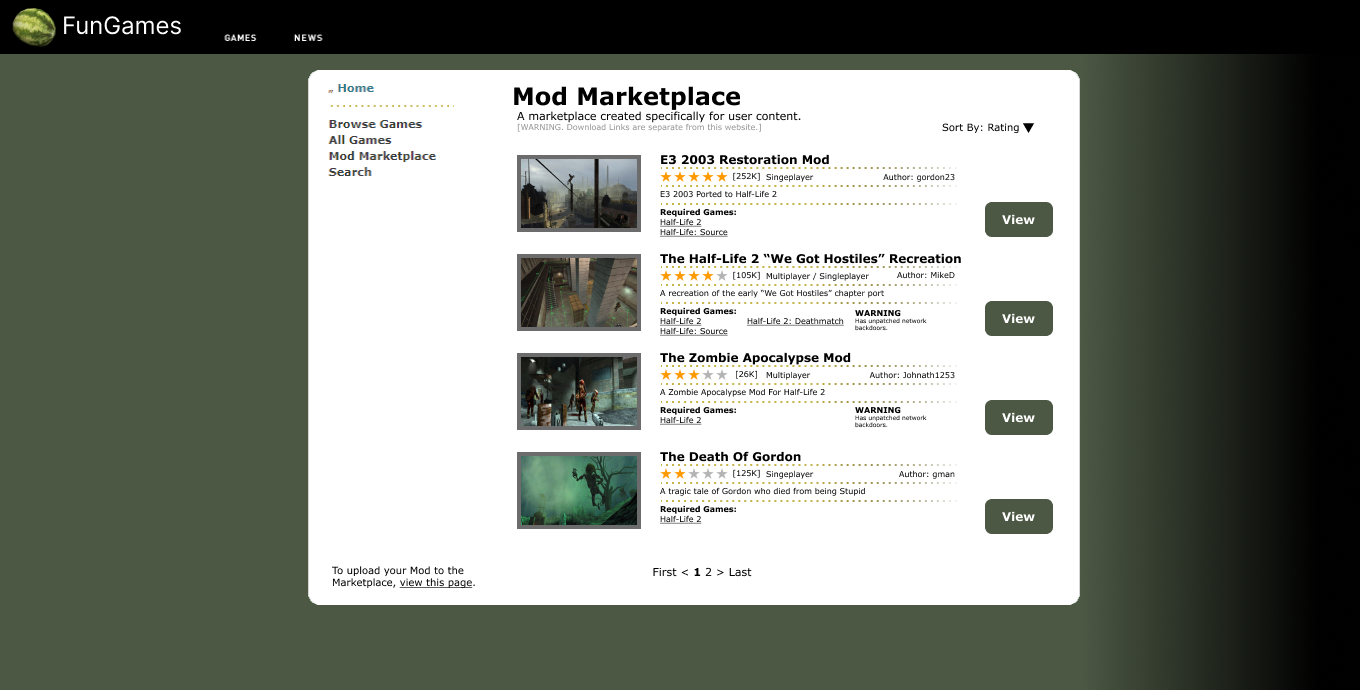 FunGames
GAMES NEWS
„ Home
Browse Games
All Games
Mod Marketplace
Search
Mod Marketplace
A marketplace created specifically for user content.
[WARNING. Download Links are separate from this website.]
Sort By: Rating ▼
E3 2003 Restoration Mod
[252K] Singeplayer Author: gordon23
E3 2003 Ported to Half-Life 2
Required Games:
Half-Life 2
Half-Life: Source
View
The Half-Life 2 “We Got Hostiles” Recreation
[105K] Multiplayer / Singleplayer Author: MikeD
A recreation of the early “We Got Hostiles” chapter port
Required Games:
Half-Life 2 Half-Life 2: Deathmatch
Half-Life: Source
WARNING
Has unpatched network
backdoors.
View
The Zombie Apocalypse Mod
[26K] Multiplayer Author: Johnath1253
A Zombie Apocalypse Mod For Half-Life 2
Required Games:
Half-Life 2
WARNING
Has unpatched network
backdoors.
View
The Death Of Gordon
[125K] Singeplayer Author: gman
A tragic tale of Gordon who died from being Stupid
Required Games:
Half-Life 2
View
To upload your Mod to the
Marketplace, view this page.
First < 1 2 > Last